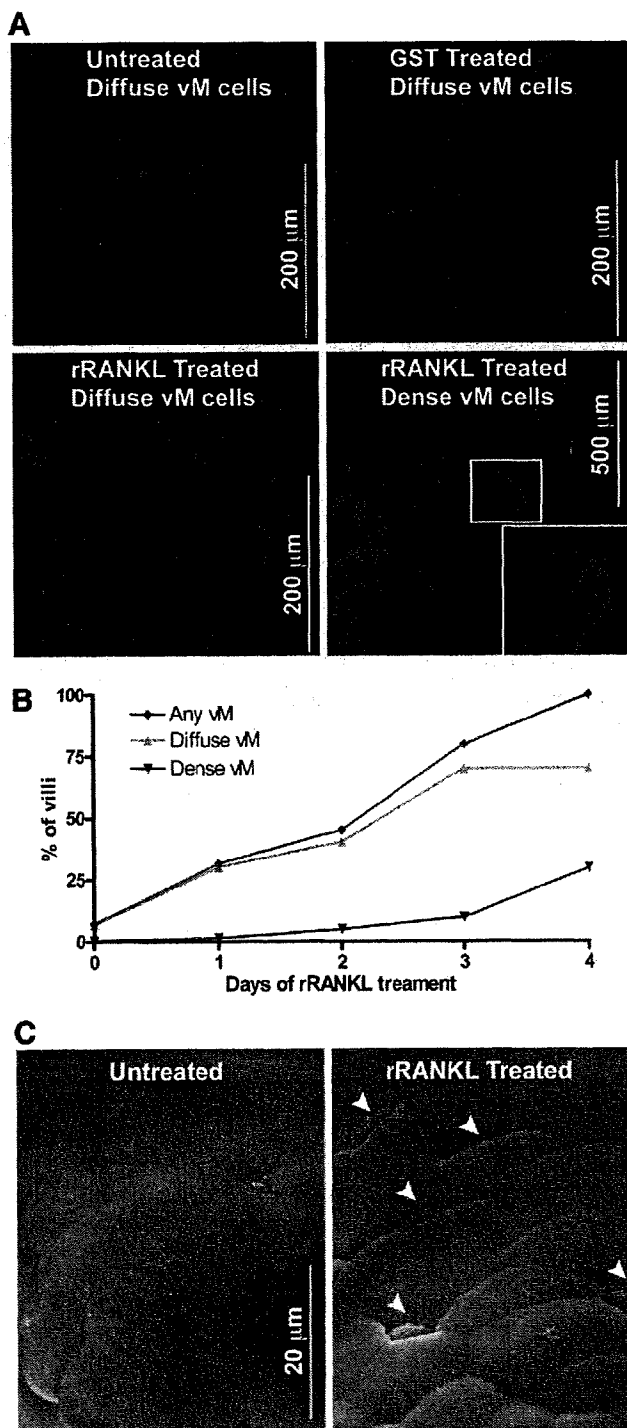 A
Untreated
Diffuse vM cells
200 µm
GST Treated
Diffuse vM cells
200 µm
rRANKL Treated
Diffuse vM cells
200 µm
rRANKL Treated
Dense vM cells
500 µm
B
100
75
50
25
0
% of villi
Any vM
Diffuse vM
Dense vM
0 1 2 3 4
Days of rRANKL treament
C
Untreated
20 µm
rRANKL Treated